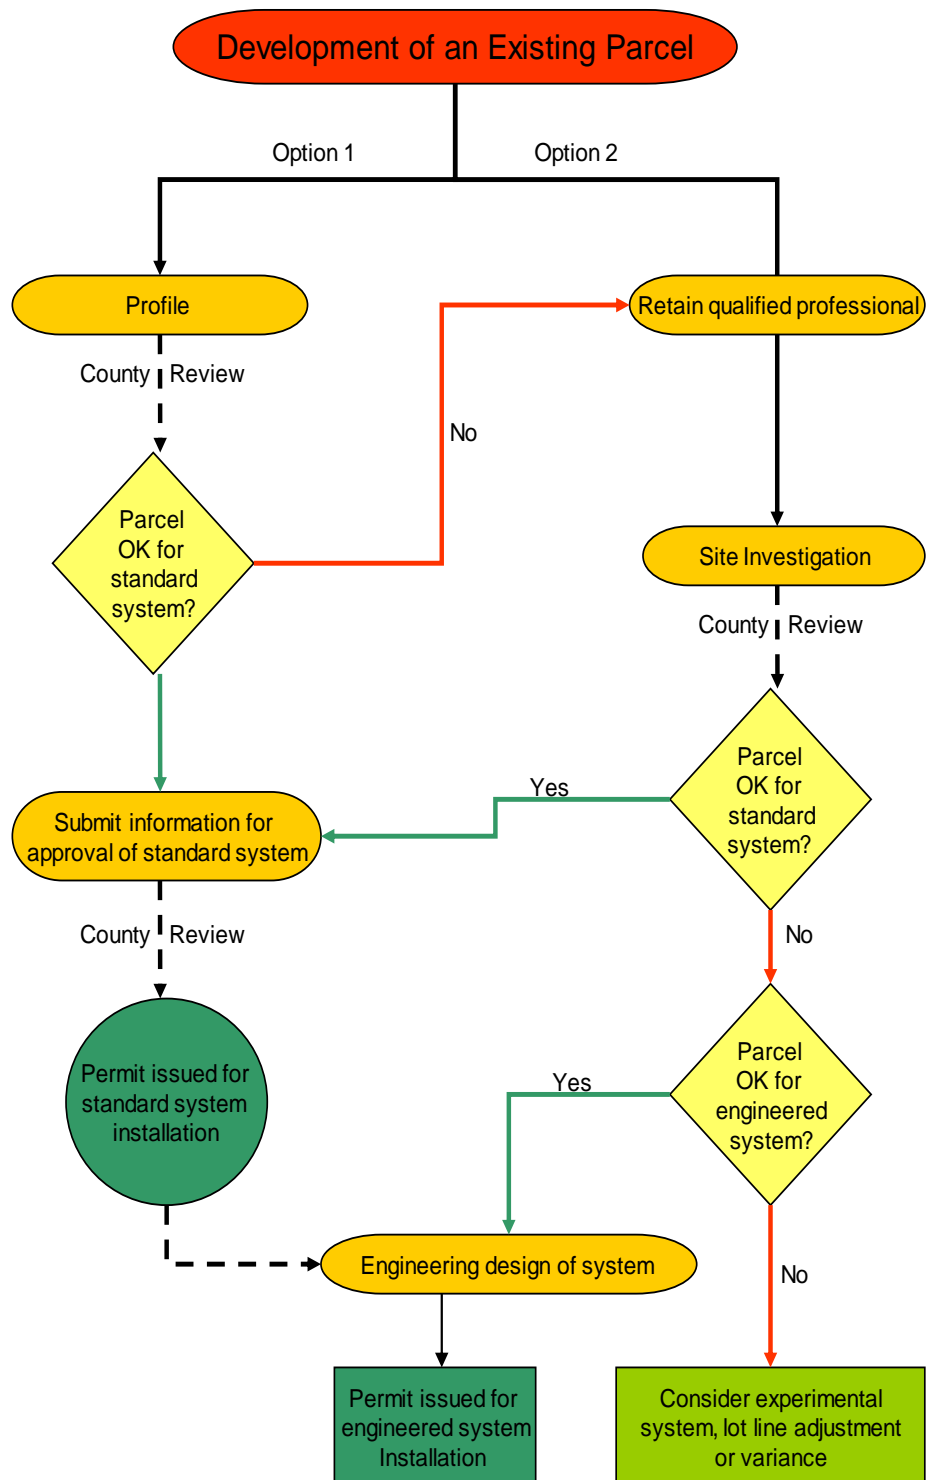 Development of an Existing Parcel
Option 1
Option 2
Profile
Retain qualified professional
County Review
No
Parcel
OK for
standard
system?
Site Investigation
County Review
Parcel
OK for
standard
system?
Yes
Submit information for
approval of standard system
County Review
No
Parcel
OK for
engineered
system?
Yes
Permit issued for
standard system
installation
Engineering design of system
No
Permit issued for
engineered system
Installation
Consider experimental
system, lot line adjustment
or variance